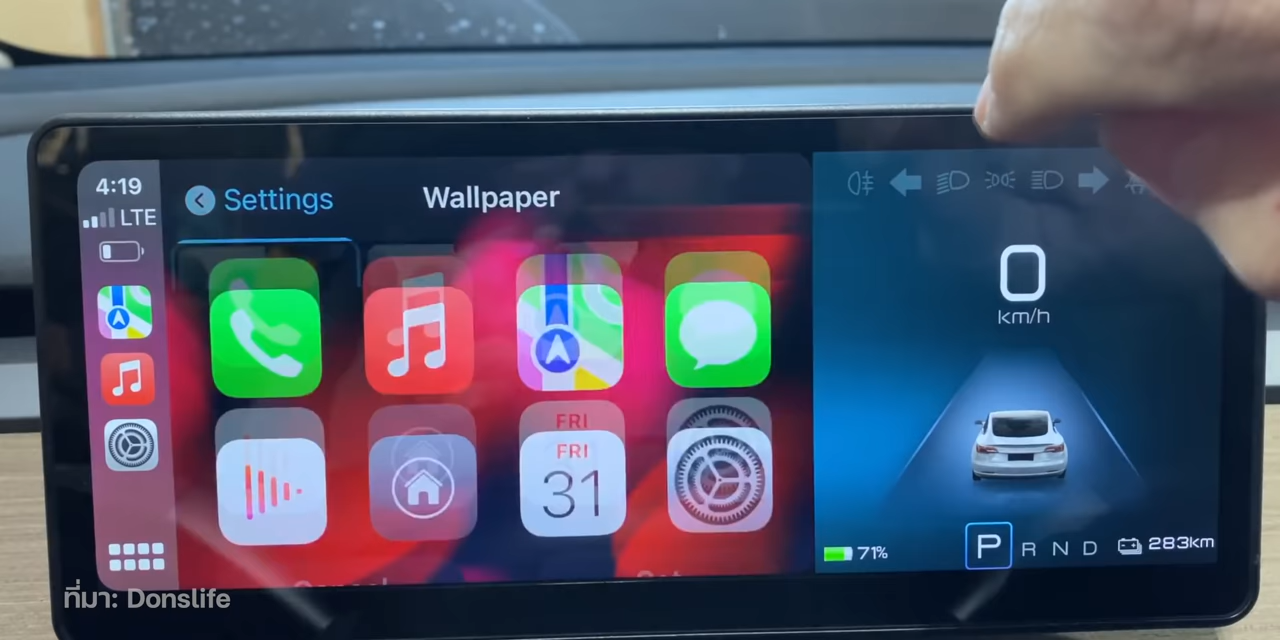 4:19
LTE
Settings
Wallpaper
FRI
FRI
31
0
km/h
71%
P R N D
283km
ที่มา: Donslife